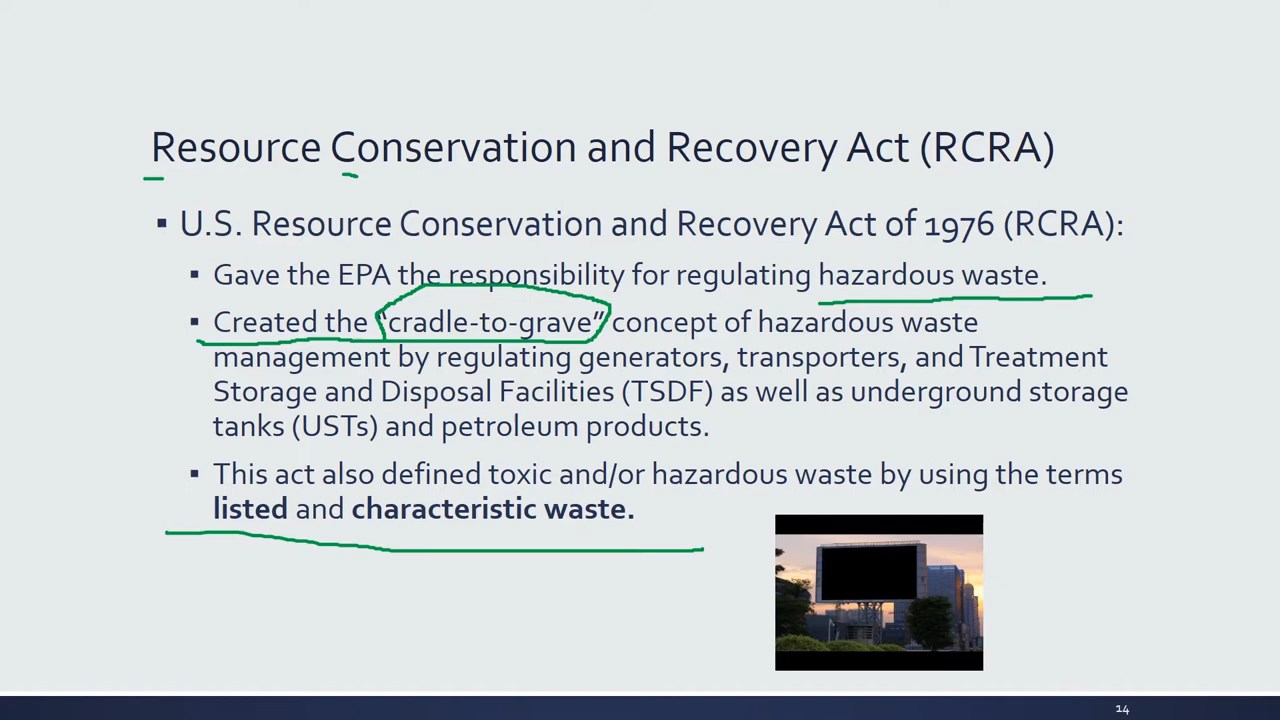 Resource Conservation and Recovery Act (RCRA)
▪ U.S. Resource Conservation and Recovery Act of 1976 (RCRA):
▪ Gave the EPA the responsibility for regulating hazardous waste.
▪ Created the “cradle-to-grave” concept of hazardous waste
management by regulating generators, transporters, and Treatment
Storage and Disposal Facilities (TSDF) as well as underground storage
tanks (USTs) and petroleum products.
▪ This act also defined toxic and/or hazardous waste by using the terms
listed and characteristic waste.
14